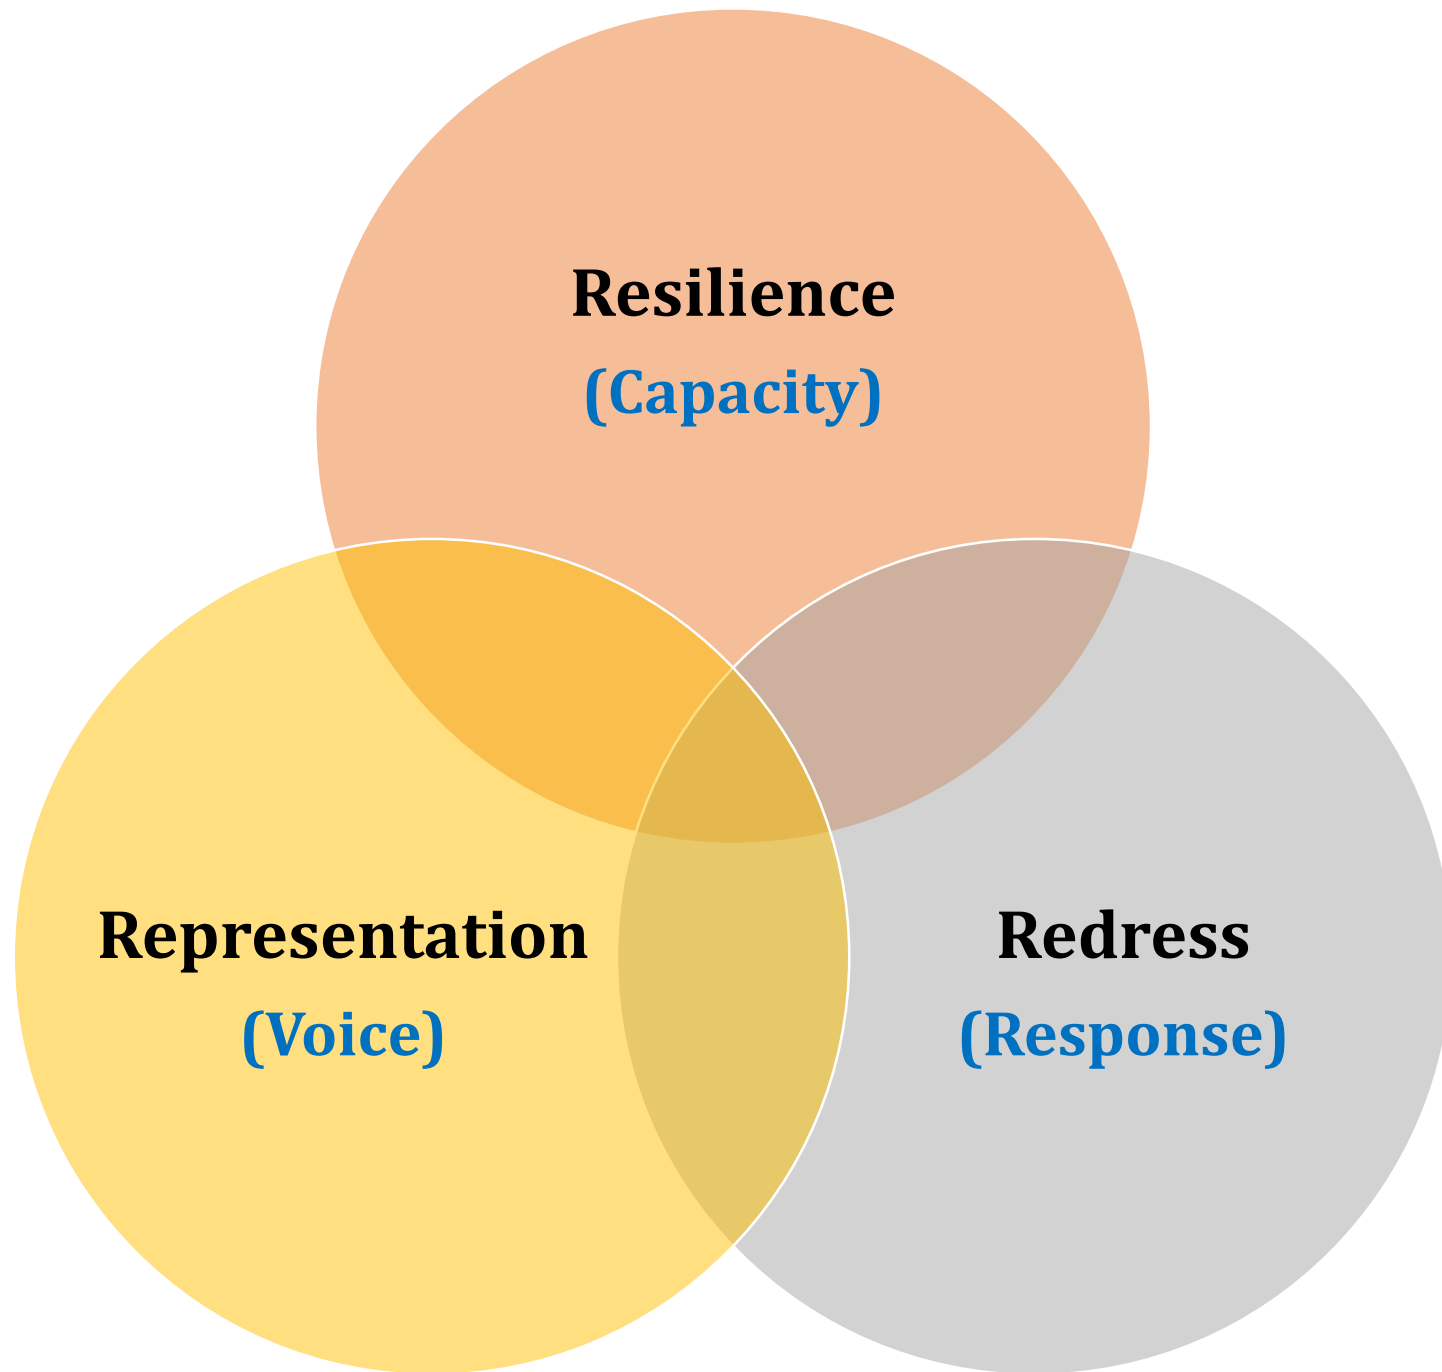 Resilience
(Capacity)
Representation
(Voice)
Redress
(Response)